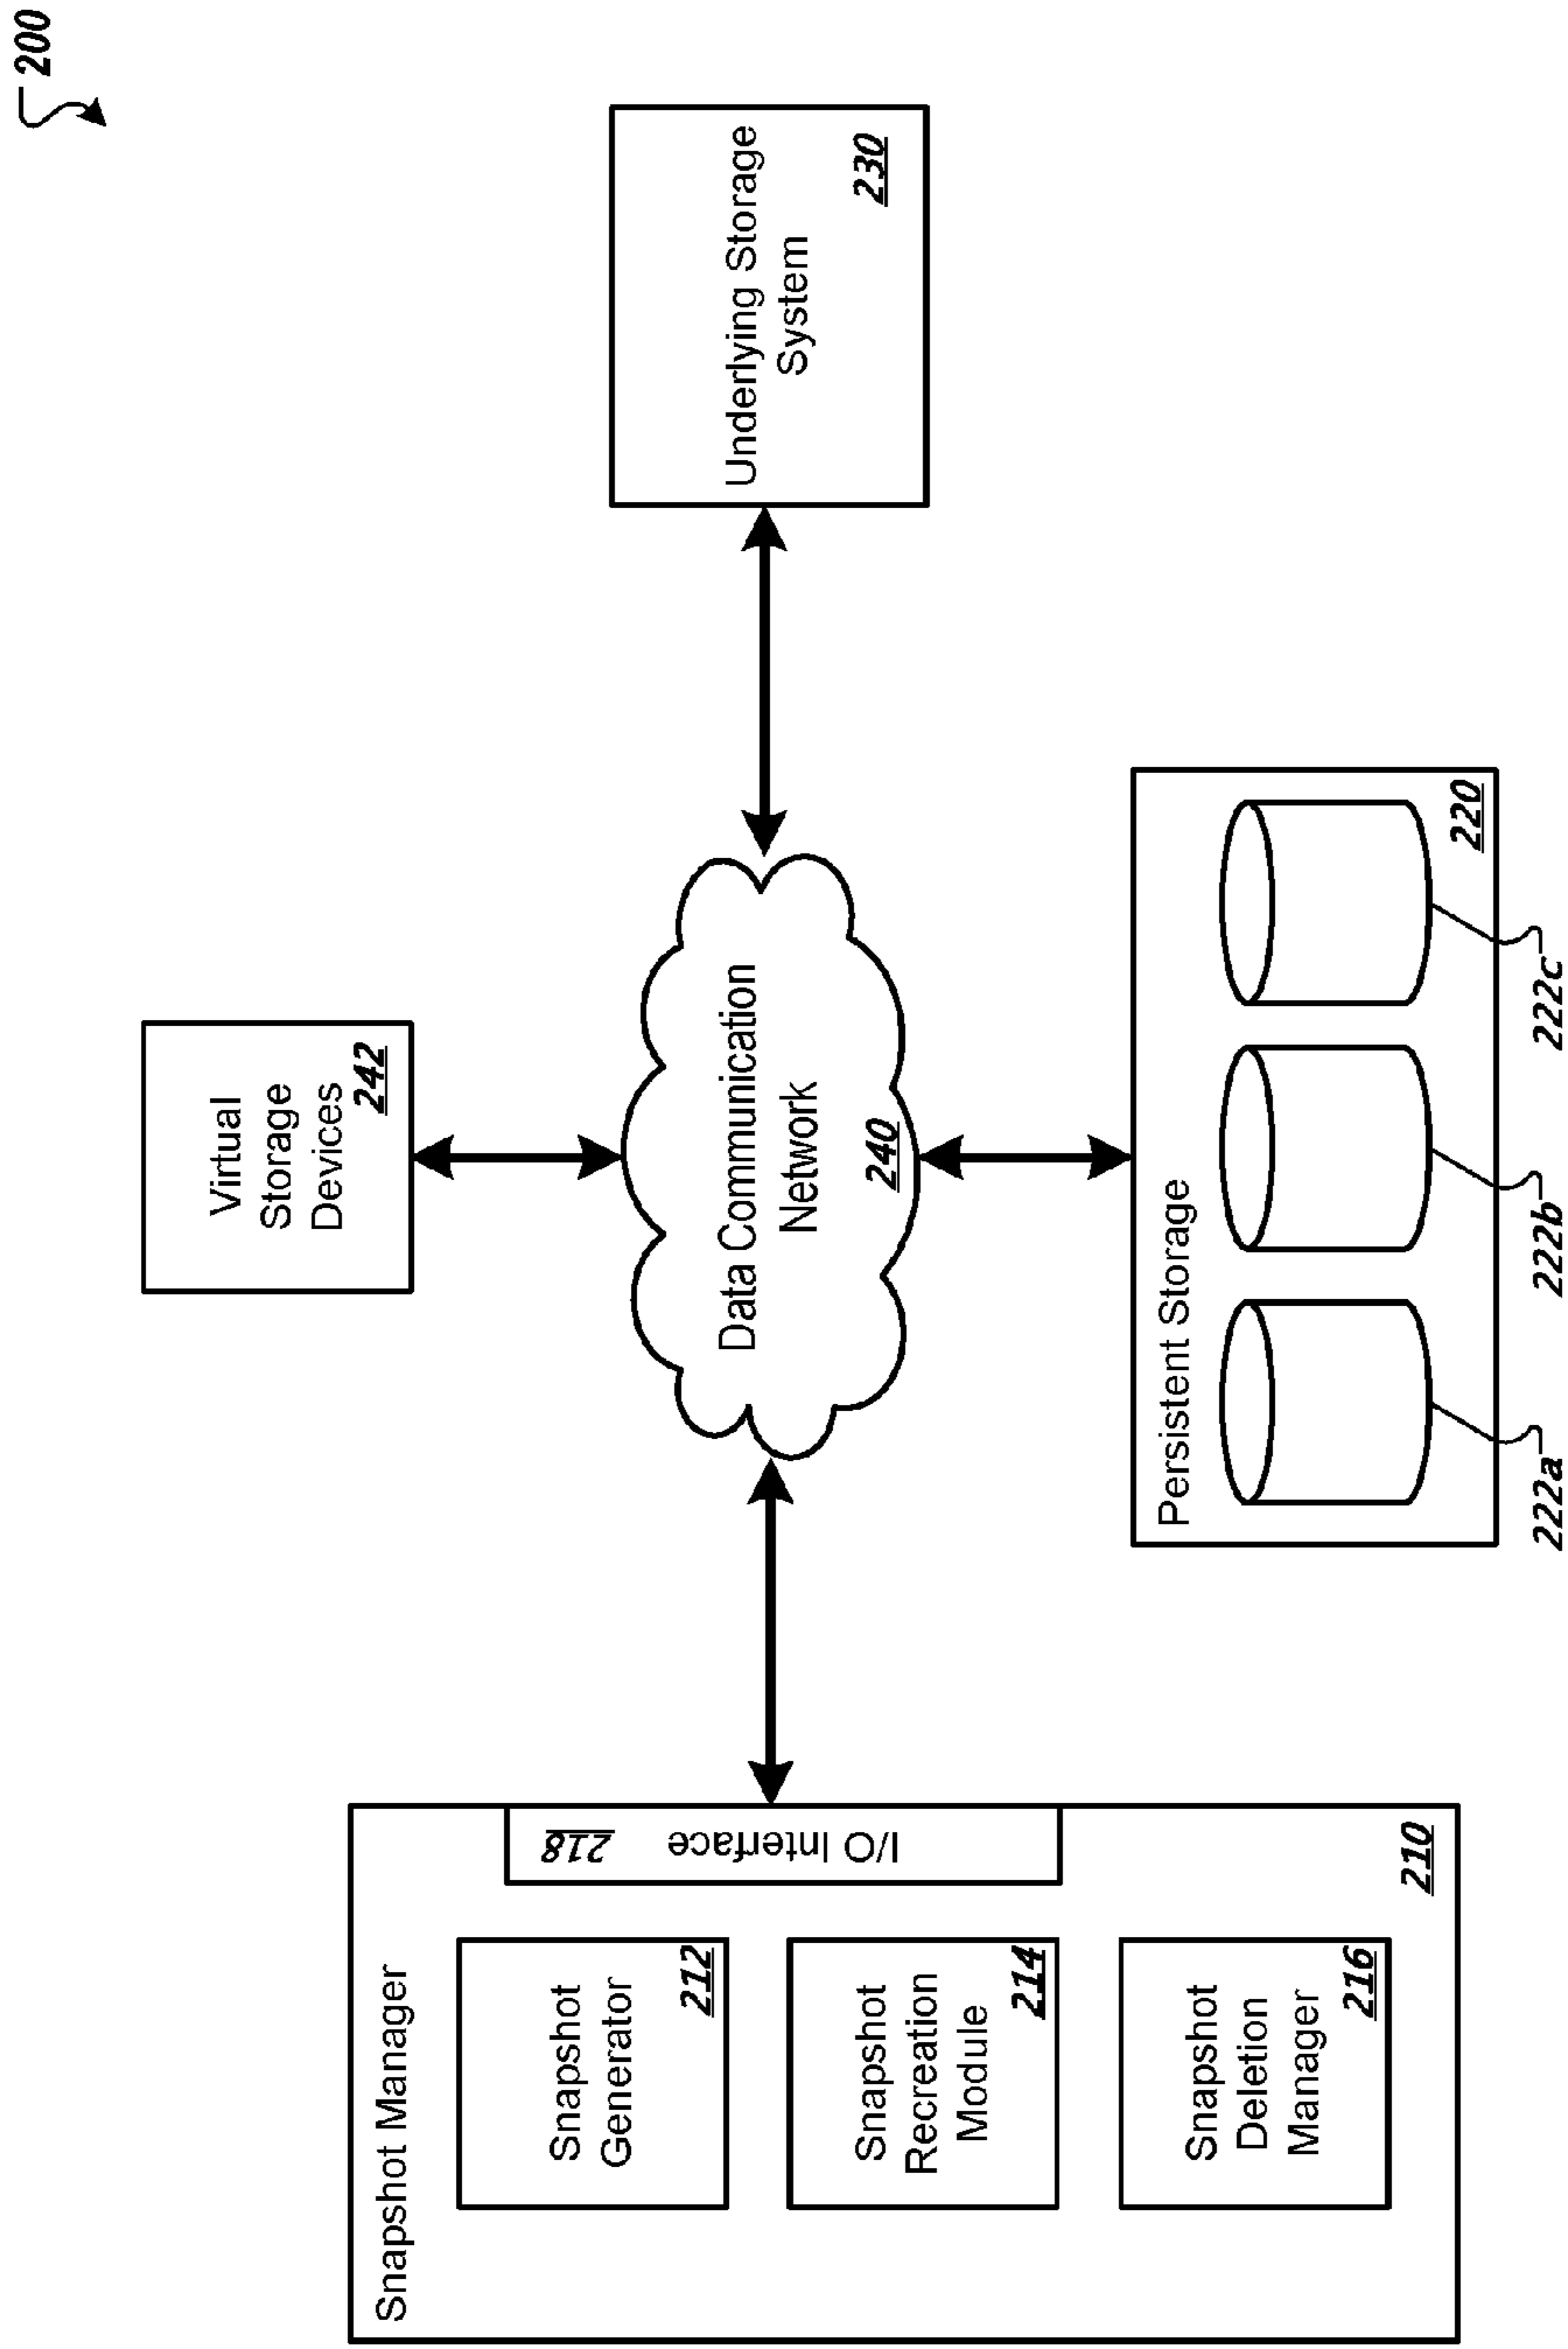 200
Snapshot Manager
Snapshot
Generator
212
Snapshot
Recreation
Module
214
Snapshot
Deletion
Manager
216
I/O Interface
218
210
Virtual
Storage
Devices
242
Data Communication
Network
240
Underlying Storage
System
230
Persistent Storage
220
222a
222b
222c